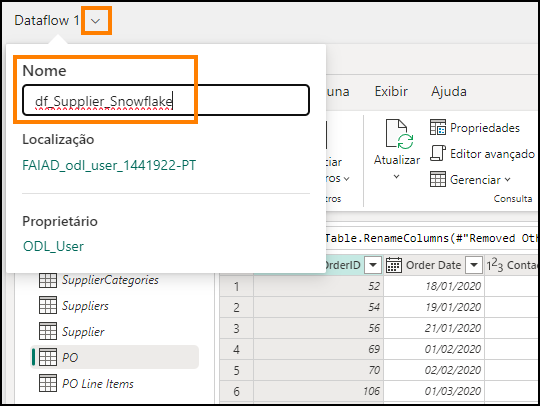 Dataflow 1
Nome
df_Supplier_Snowflake
Localização
FAIAD_odl_user_1441922-PT
Proprietário
ODL_User
una Exibir Ajuda
Atualizar
Propriedades
Editor avançado
Gerenciar
ciar
ros
ros
Consulta
Table.RenameColumns(#"Removed Oth
OrderID Order Date 1²3 Contac
1 52 18/01/2020
2 54 19/01/2020
3 56 21/01/2020
4 69 01/02/2020
5 70 02/02/2020
6 106 01/03/2020
SupplierCategories
Suppliers
Supplier
PO
PO Line Items